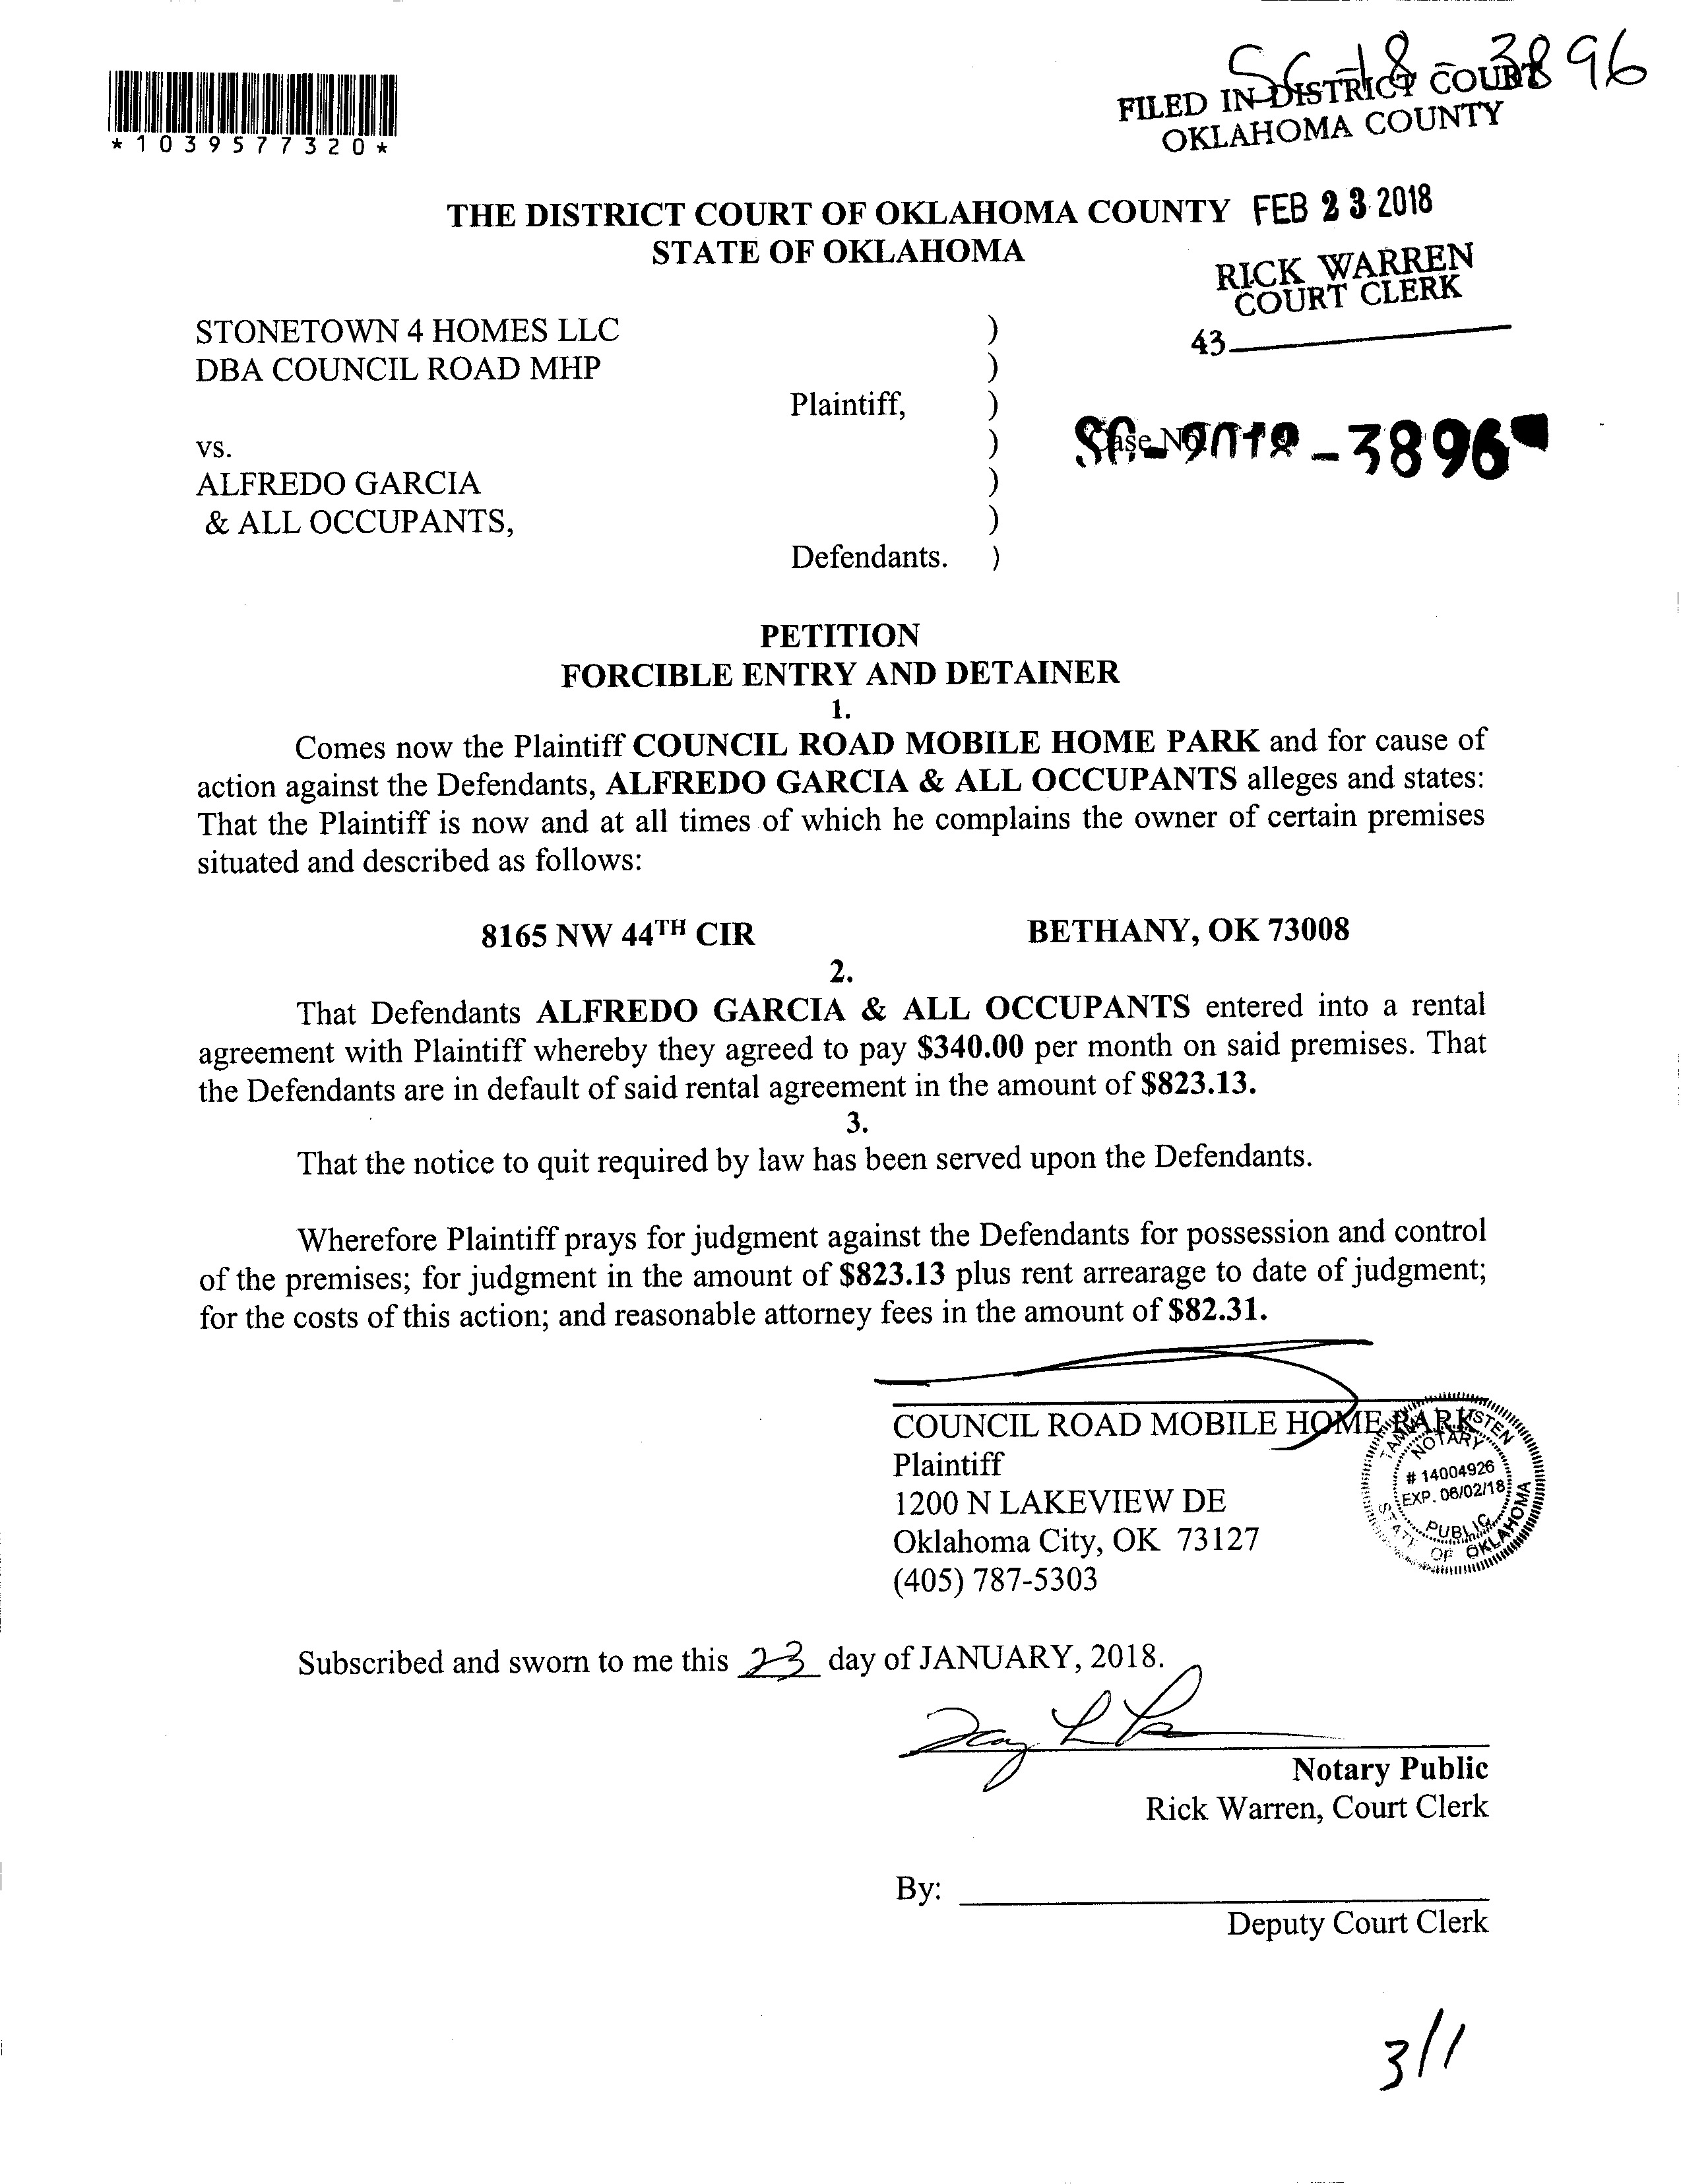 SC-18-3896
*1039577320*
FILED IN DISTRICT COURT
OKLAHOMA COUNTY
THE DISTRICT COURT OF OKLAHOMA COUNTY FEB 23 2018
STATE OF OKLAHOMA
RICK WARREN
COURT CLERK
43
STONETOWN 4 HOMES LLC )
DBA COUNCIL ROAD MHP )
Plaintiff, )
Case No. SC-2018-3896
vs. )
ALFREDO GARCIA )
& ALL OCCUPANTS, )
Defendants. )
PETITION
FORCIBLE ENTRY AND DETAINER
1.
Comes now the Plaintiff COUNCIL ROAD MOBILE HOME PARK and for cause of
action against the Defendants, ALFREDO GARCIA & ALL OCCUPANTS alleges and states:
That the Plaintiff is now and at all times of which he complains the owner of certain premises
situated and described as follows:
8165 NW 44TH CIR BETHANY, OK 73008
2.
That Defendants ALFREDO GARCIA & ALL OCCUPANTS entered into a rental
agreement with Plaintiff whereby they agreed to pay $340.00 per month on said premises. That
the Defendants are in default of said rental agreement in the amount of $823.13.
3.
That the notice to quit required by law has been served upon the Defendants.
Wherefore Plaintiff prays for judgment against the Defendants for possession and control
of the premises; for judgment in the amount of $823.13 plus rent arrearage to date of judgment;
for the costs of this action; and reasonable attorney fees in the amount of $82.31.
COUNCIL ROAD MOBILE HOME PARK
Plaintiff
1200 N LAKEVIEW DE
Oklahoma City, OK 73127
(405) 787-5303
NOTARY
# 14004926
EXP. 06/02/18
PUBLIC
STATE OF OKLAHOMA
Subscribed and sworn to me this 23 day of JANUARY, 2018.
Notary Public
Rick Warren, Court Clerk
By:
Deputy Court Clerk
3/1